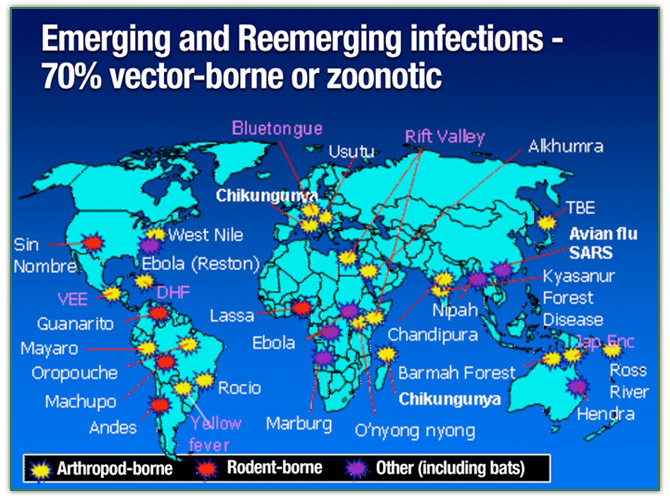 Emerging and Reemerging infections -
70% vector-borne or zoonotic
Bluetongue
Usutu
Rift Valley
Alkhumra
Chikungunya
TBE
Sin
Nombre
West Nile
Avian flu
SARS
Ebola (Reston)
VEE
DHF
Kyasanur
Forest
Disease
Nipah
Guanarito
Lassa
Chandipura
Ebola
Jap Enc
Mayaro
Oropouche
Barmah Forest
Ross
River
Rocio
Machupo
Chikungunya
Hendra
Andes
Yellow
fever
Marburg
O'nyong nyong
Arthropod-borne
Rodent-borne
Other (including bats)